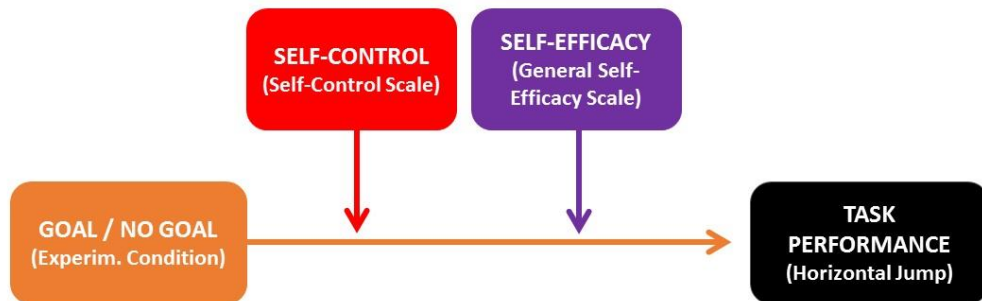 SELF-CONTROL
(Self-Control Scale)
SELF-EFFICACY
(General Self-
Efficacy Scale)
GOAL / NO GOAL
(Experim. Condition)
TASK
PERFORMANCE
(Horizontal Jump)